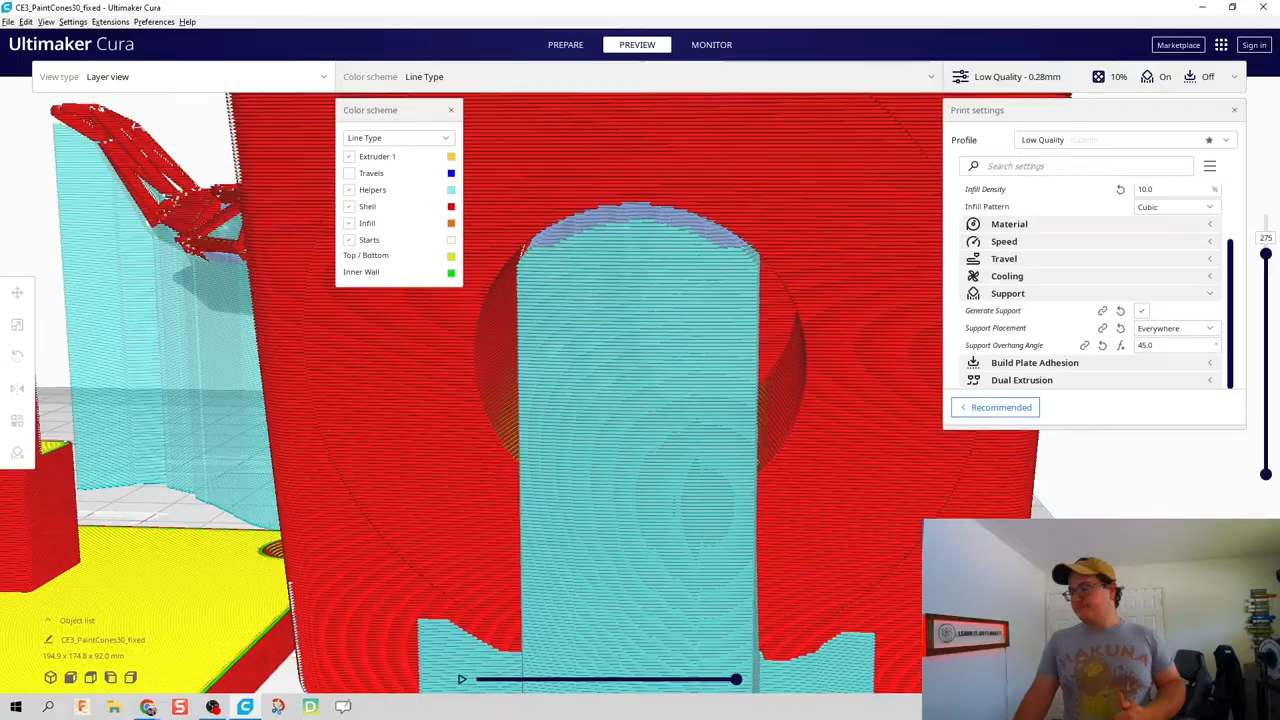 CE3_PaintCones30_fixed - Ultimaker Cura
File Edit View Settings Extensions Preferences Help
Ultimaker Cura
PREPARE
PREVIEW
MONITOR
Marketplace
Sign in
View type Layer view
Color scheme Line Type
Low Quality - 0.28mm
10%
On
Off
Color scheme
Line Type
Extruder 1
Travels
Helpers
Shell
Infill
Starts
Top / Bottom
Inner Wall
Print settings
Profile
Low Quality - 0.28mm
Search settings
Infill Density 10.0 %
Infill Pattern Cubic
Material
Speed
Travel
Cooling
Support
Generate Support
Support Placement Everywhere
Support Overhang Angle 45.0 °
Build Plate Adhesion
Dual Extrusion
Recommended
275
Object list
CE3_PaintCones30_fixed
194.9 x 174.8 x 92.0 mm
HAKUNA